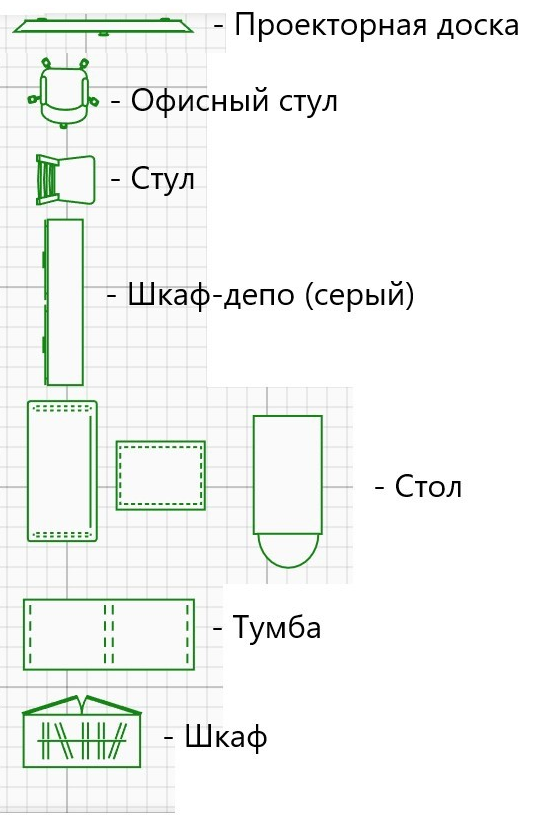 - Проекторная доска
- Офисный стул
- Стул
- Шкаф-депо (серый)
- Стол
- Тумба
- Шкаф